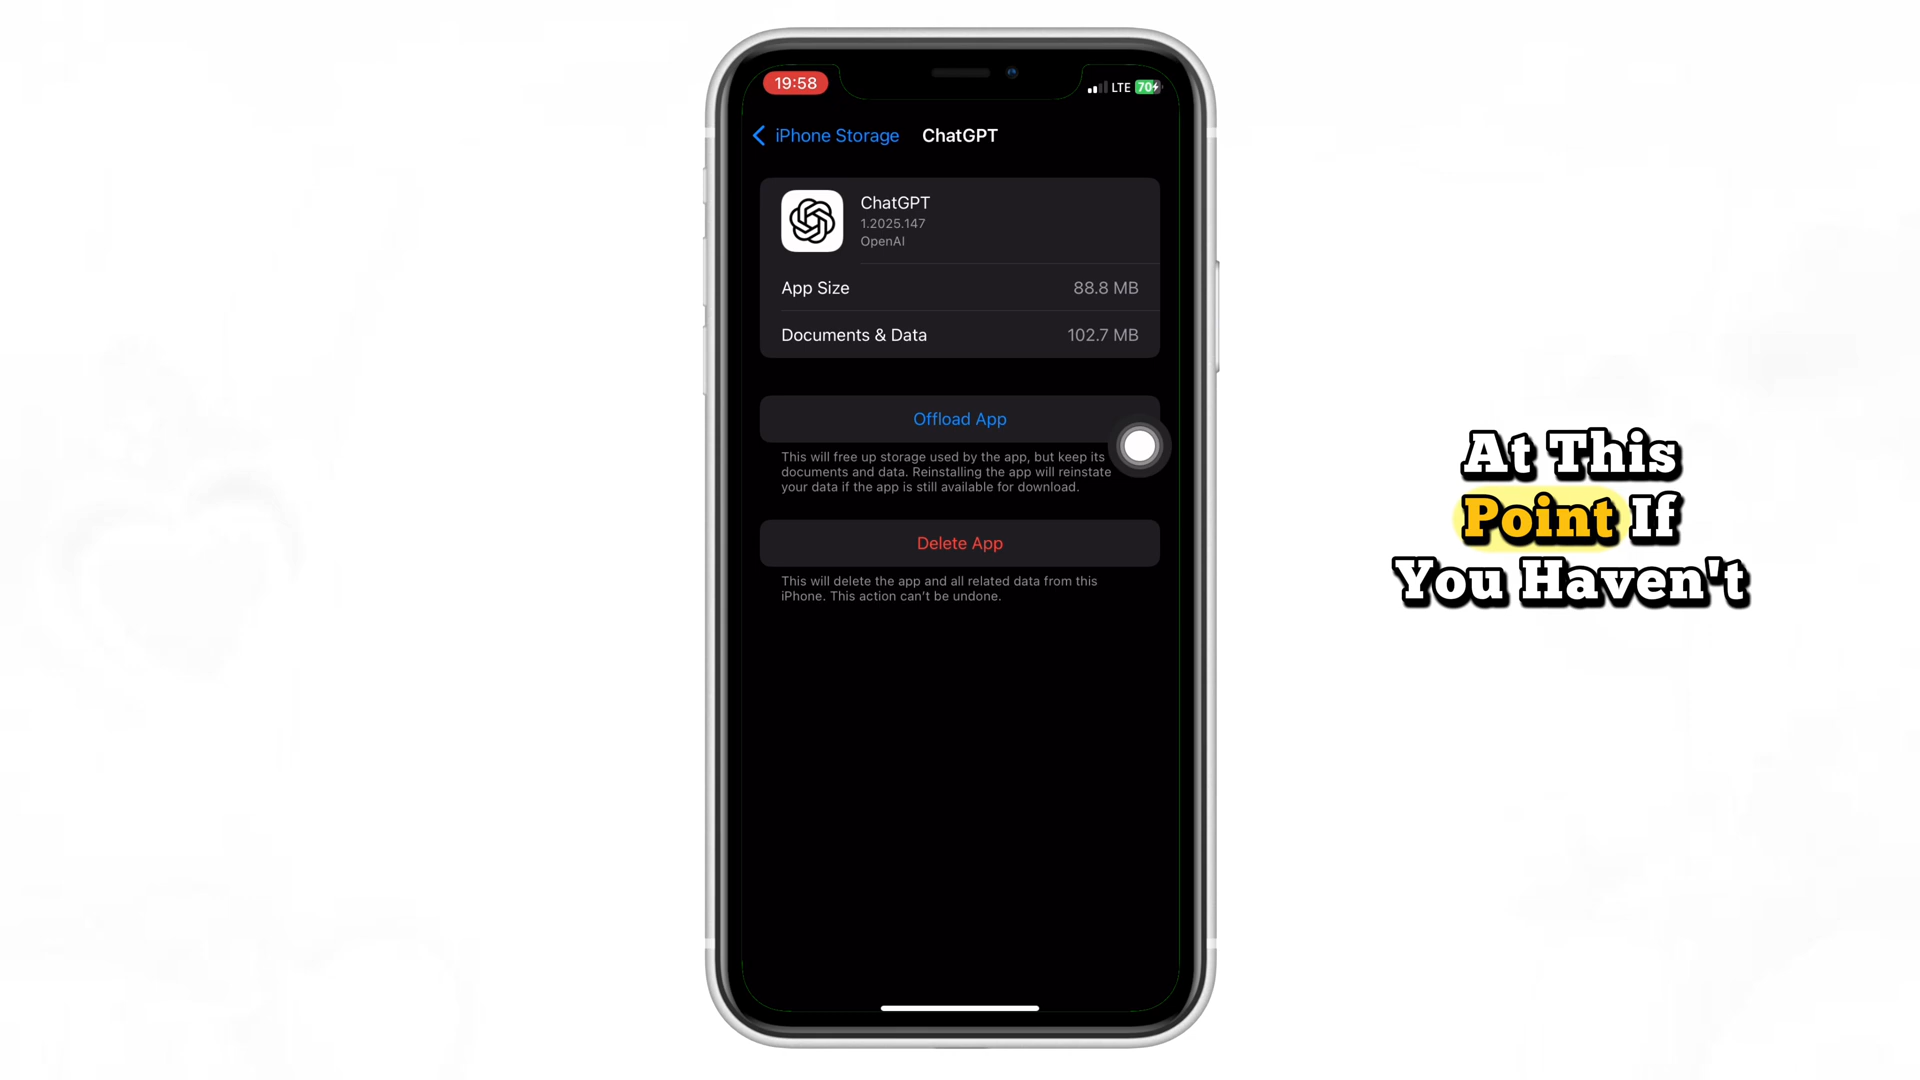 19:58
LTE 70
iPhone Storage
ChatGPT
ChatGPT
1.2025.147
OpenAI
App Size 88.8 MB
Documents & Data 102.7 MB
Offload App
This will free up storage used by the app, but keep its
documents and data. Reinstalling the app will reinstate
your data if the app is still available for download.
Delete App
This will delete the app and all related data from this
iPhone. This action can't be undone.
At This
Point If
You Haven't